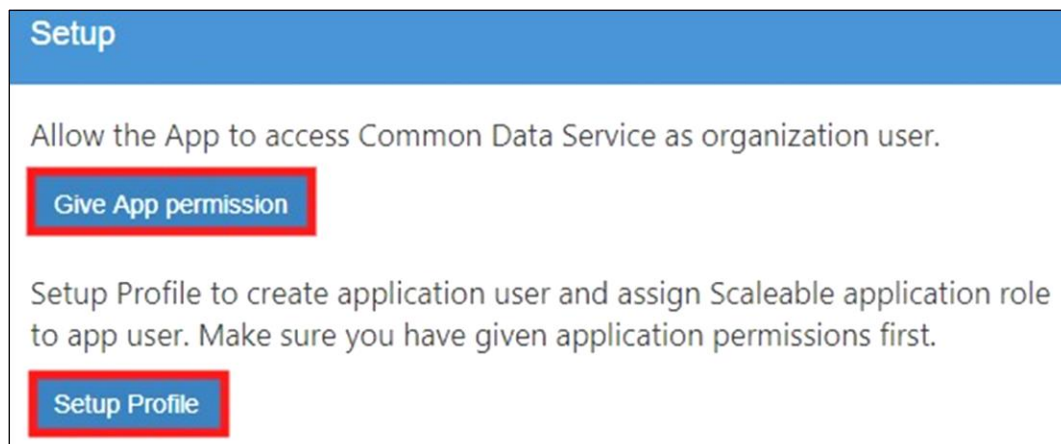 Setup
Allow the App to access Common Data Service as organization user.
Give App permission
Setup Profile to create application user and assign Scaleable application role
to app user. Make sure you have given application permissions first.
Setup Profile